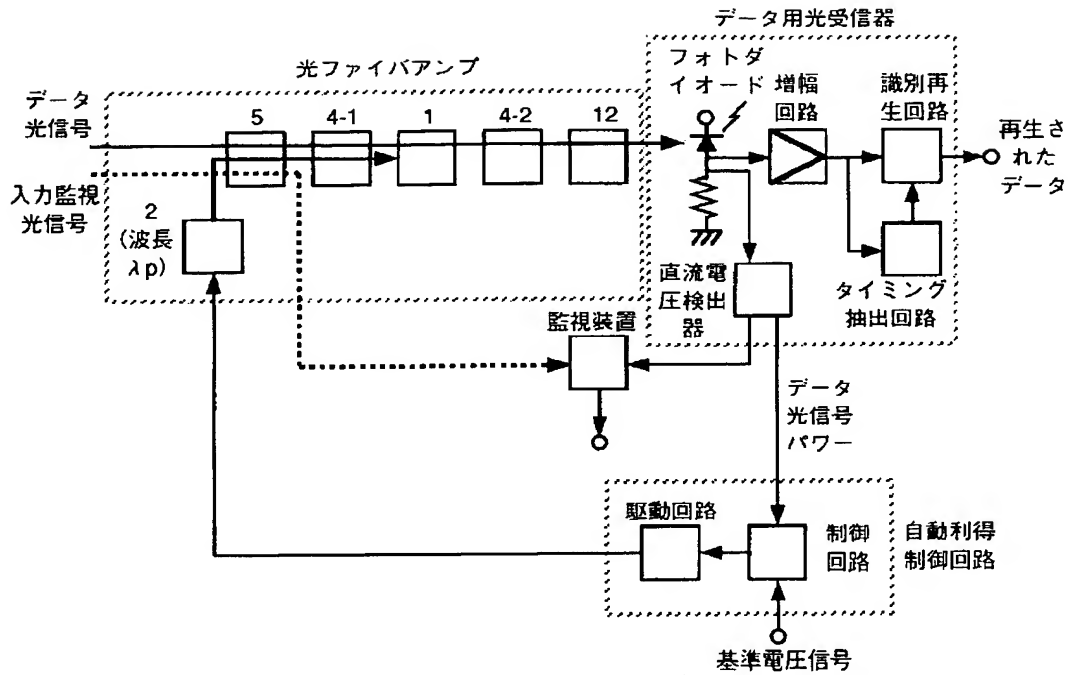 データ用光受信器
光ファイバアンプ
フォトダ
イオード
増幅
回路
識別再
生回路
データ
光信号
5
4-1
1
4-2
12
再生さ
れた
データ
入力監視
光信号
2
(波長
λp)
直流電
圧検出
器
タイミング
抽出回路
監視装置
データ
光信号
パワー
駆動回路
制御
回路
自動利得
制御回路
基準電圧信号